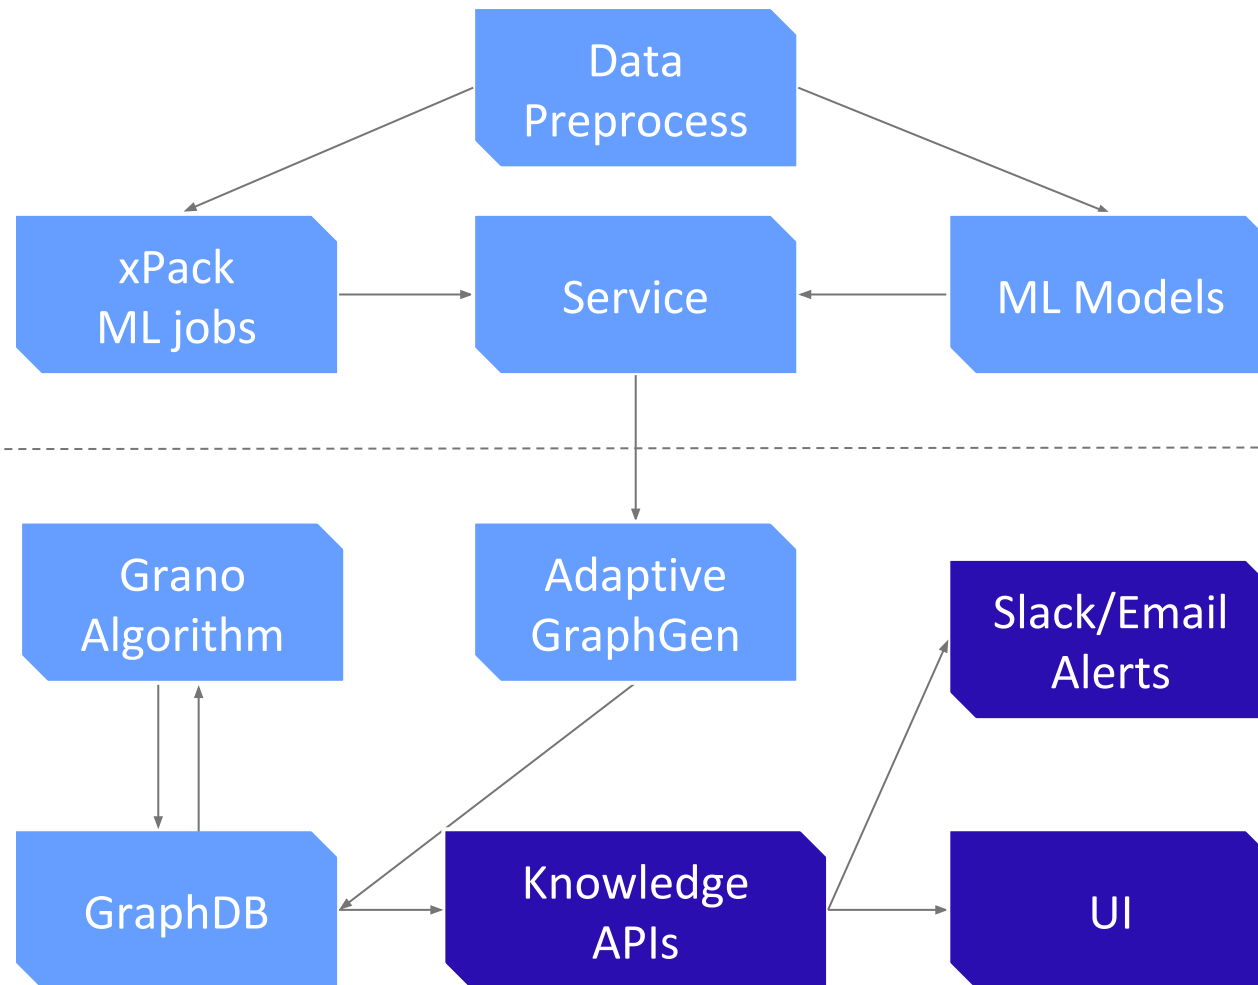 Data
Preprocess
xPack
ML jobs
Service
ML Models
Grano
Algorithm
Adaptive
GraphGen
Slack/Email
Alerts
GraphDB
Knowledge
APIs
UI